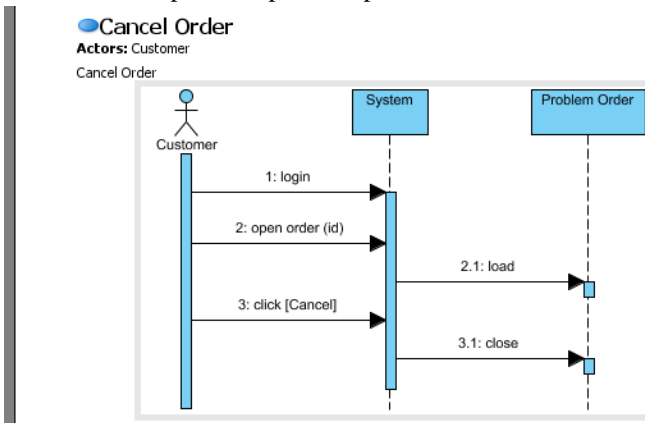 Cancel Order
Actors: Customer
Cancel Order
System
Problem Order
Customer
1: login
2: open order (id)
2.1: load
3: click [Cancel]
3.1: close